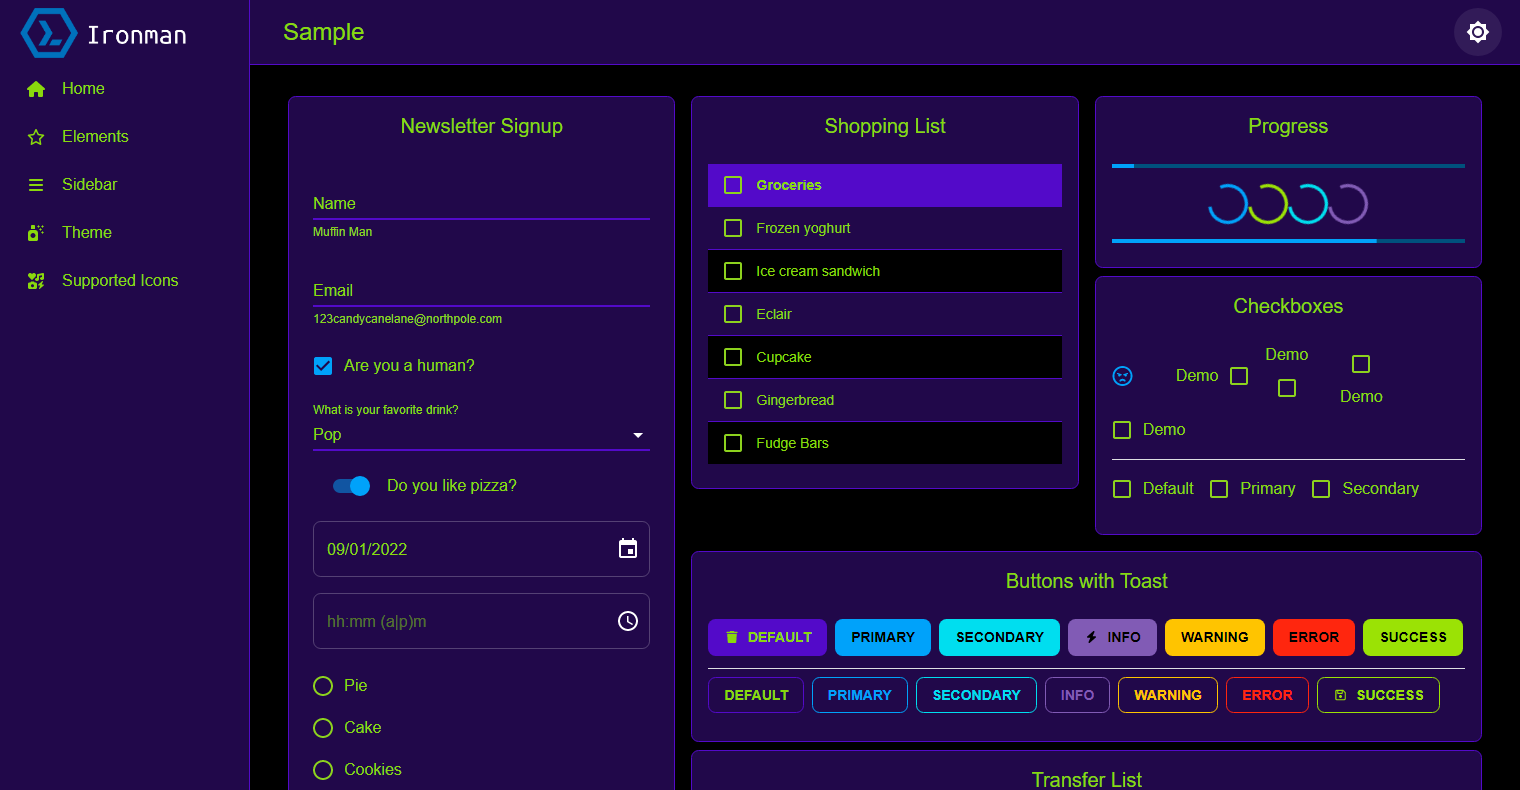 Ironman
Home
Elements
Sidebar
Theme
Supported Icons
Sample
Newsletter Signup
Name
Muffin Man
Email
123candycanelane@northpole.com
Are you a human?
What is your favorite drink?
Pop
Do you like pizza?
09/01/2022
hh:mm (a|p)m
Pie
Cake
Cookies
Shopping List
Groceries
Frozen yoghurt
Ice cream sandwich
Eclair
Cupcake
Gingerbread
Fudge Bars
Progress
Checkboxes
Demo
Demo
Demo
Demo
Default Primary Secondary
Buttons with Toast
DEFAULT PRIMARY SECONDARY INFO WARNING ERROR SUCCESS
DEFAULT PRIMARY SECONDARY INFO WARNING ERROR SUCCESS
Transfer List